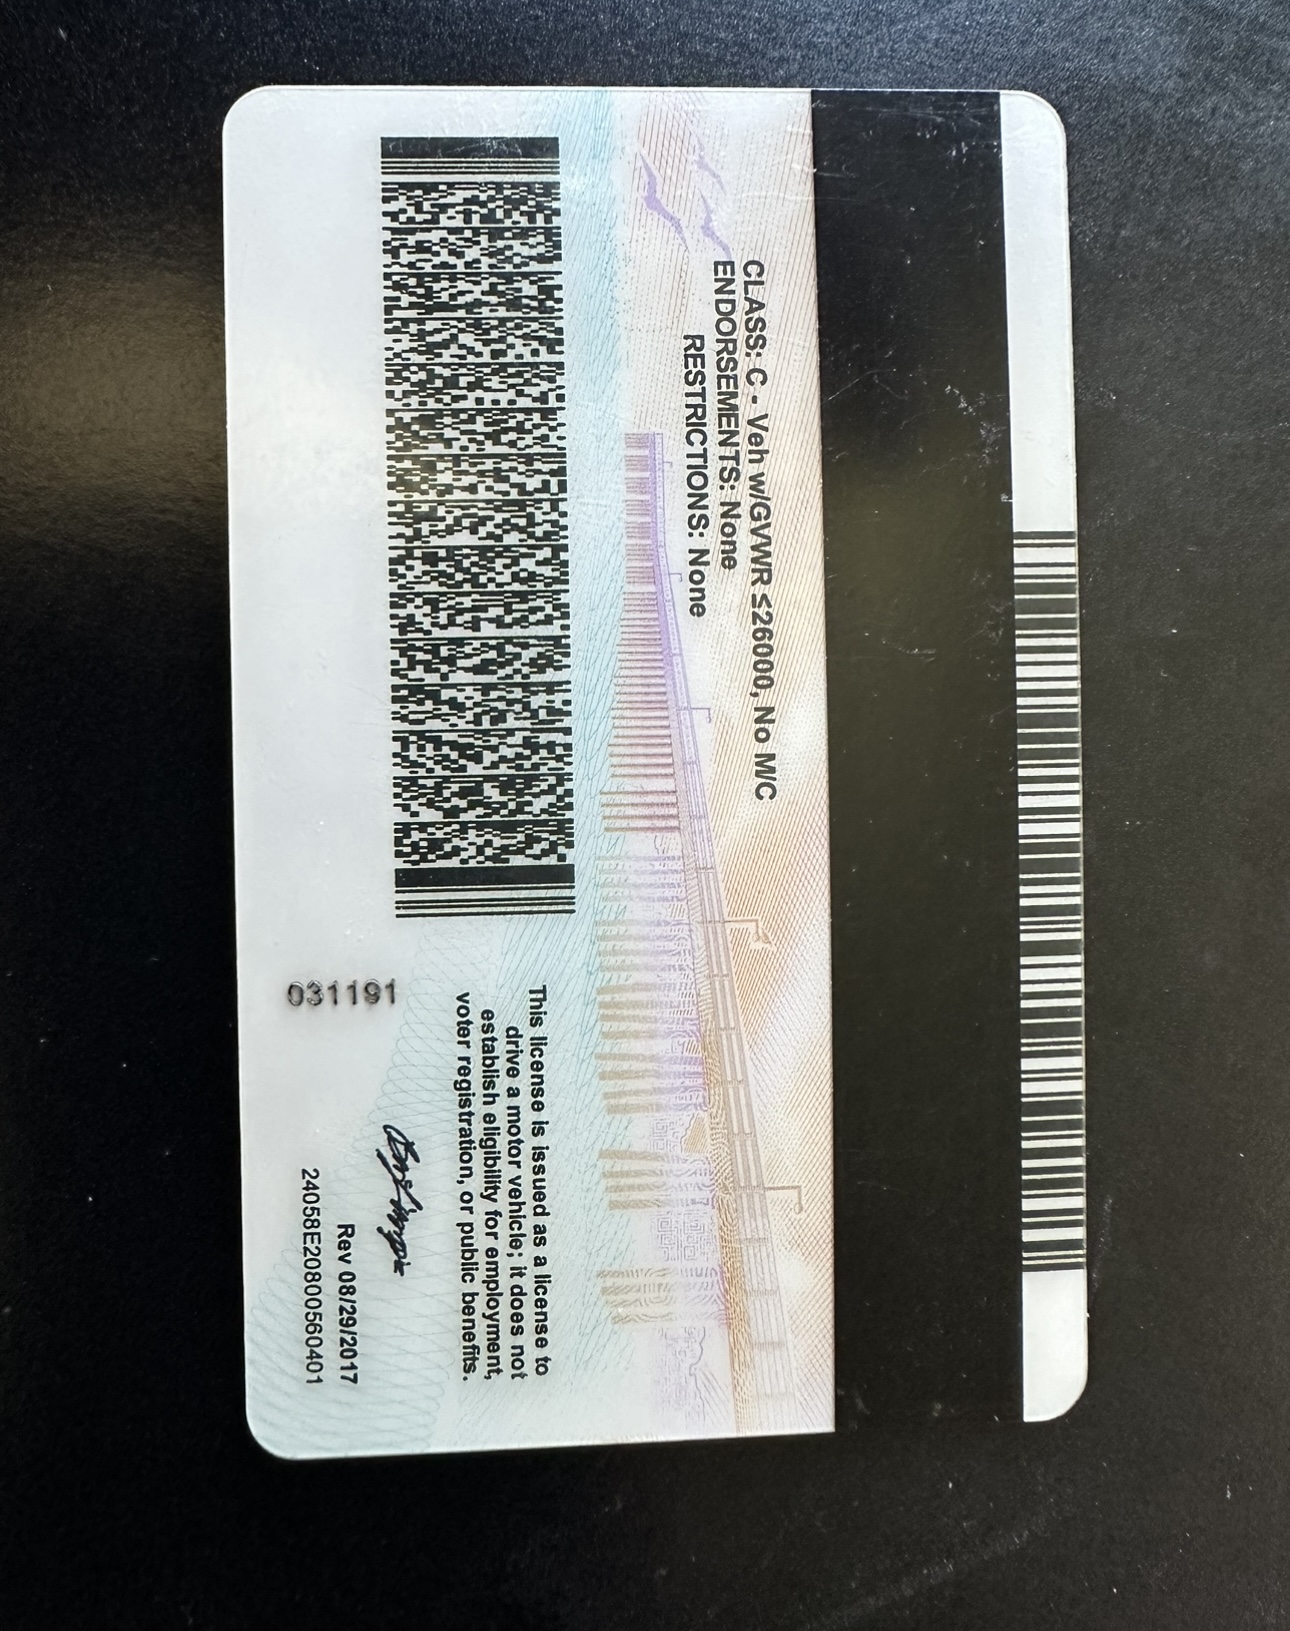 CLASS: C - Veh w/GVWR ≤26000, No M/C
ENDORSEMENTS: None
RESTRICTIONS: None
This license is issued as a license to
drive a motor vehicle; it does not
establish eligibility for employment,
voter registration, or public benefits.
031191
Rev 08/29/2017
24058E20800560401